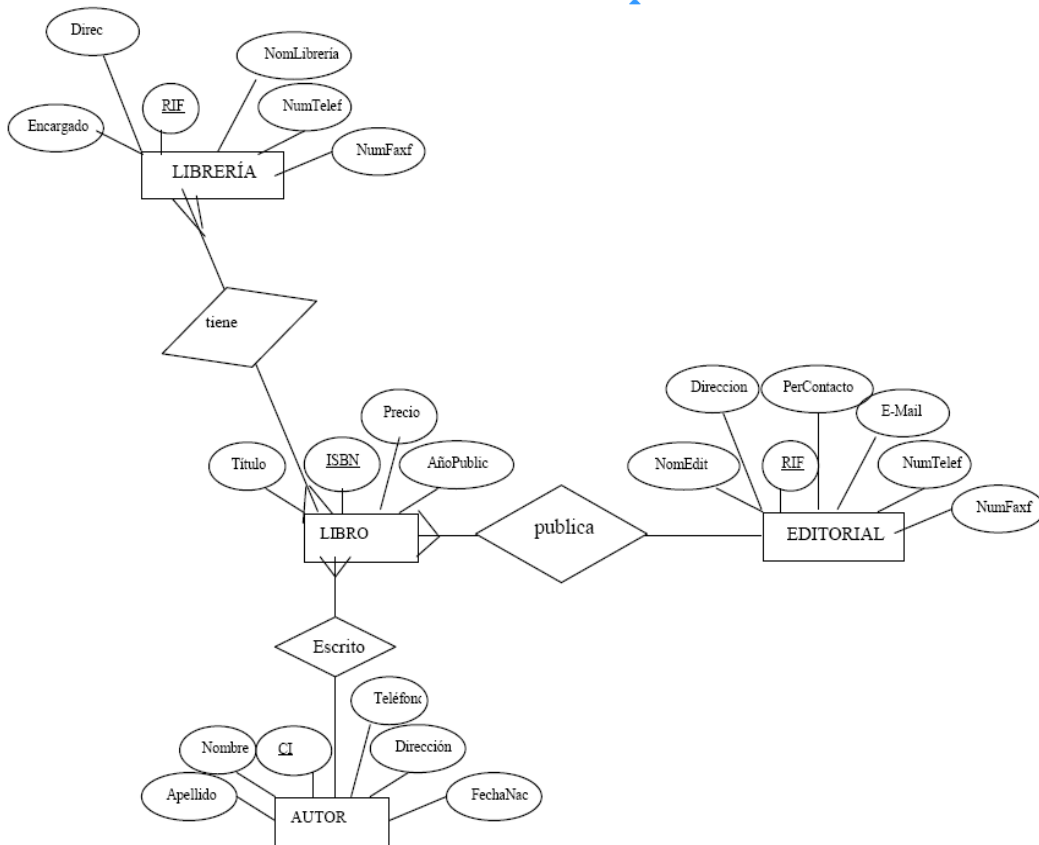 Direc
NomLibrería
RIF
NumTelef
Encargado
NumFaxf
LIBRERÍA
tiene
Precio
Título
ISBN
AñoPublic
LIBRO
Direccion
PerContacto
E-Mail
NomEdit
RIF
NumTelef
NumFaxf
EDITORIAL
publica
Escrito
Teléfono
Nombre
CI
Dirección
Apellido
FechaNac
AUTOR